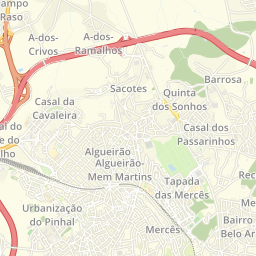 ampo
Raso
A-dos-
Crivos
A-dos-
Ramalhos
Sacotes
Barrosa
Quinta
dos Sonhos
Casal da
Cavaleira
Casal dos
Passarinhos
al do
e do
lho
Algueirão
Algueirão-
Mem Martins
Tapada
das Mercês
Rec
Urbanização
do Pinhal
Mercês
Bairro
Belo Ar